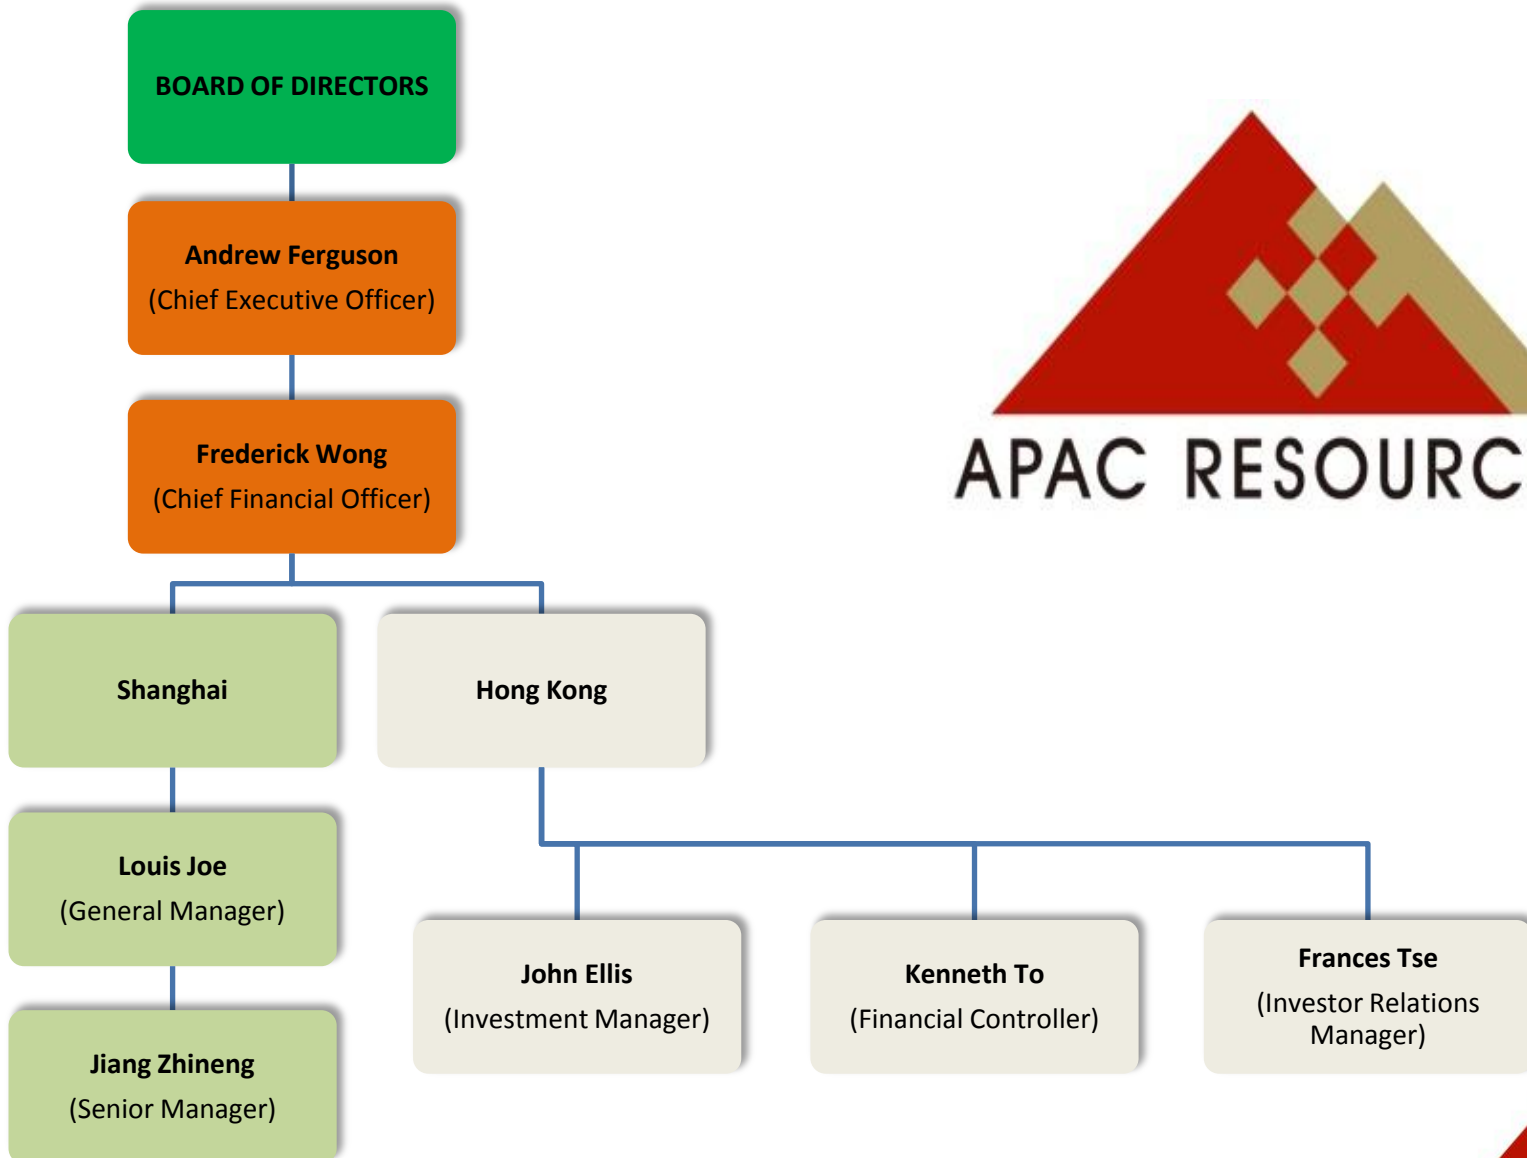 BOARD OF DIRECTORS
Andrew Ferguson
(Chief Executive Officer)
APAC RESOURC
Frederick Wong
(Chief Financial Officer)
Shanghai
Hong Kong
Louis Joe
(General Manager)
John Ellis
(Investment Manager)
Kenneth To
(Financial Controller)
Frances Tse
(Investor Relations
Manager)
Jiang Zhineng
(Senior Manager)